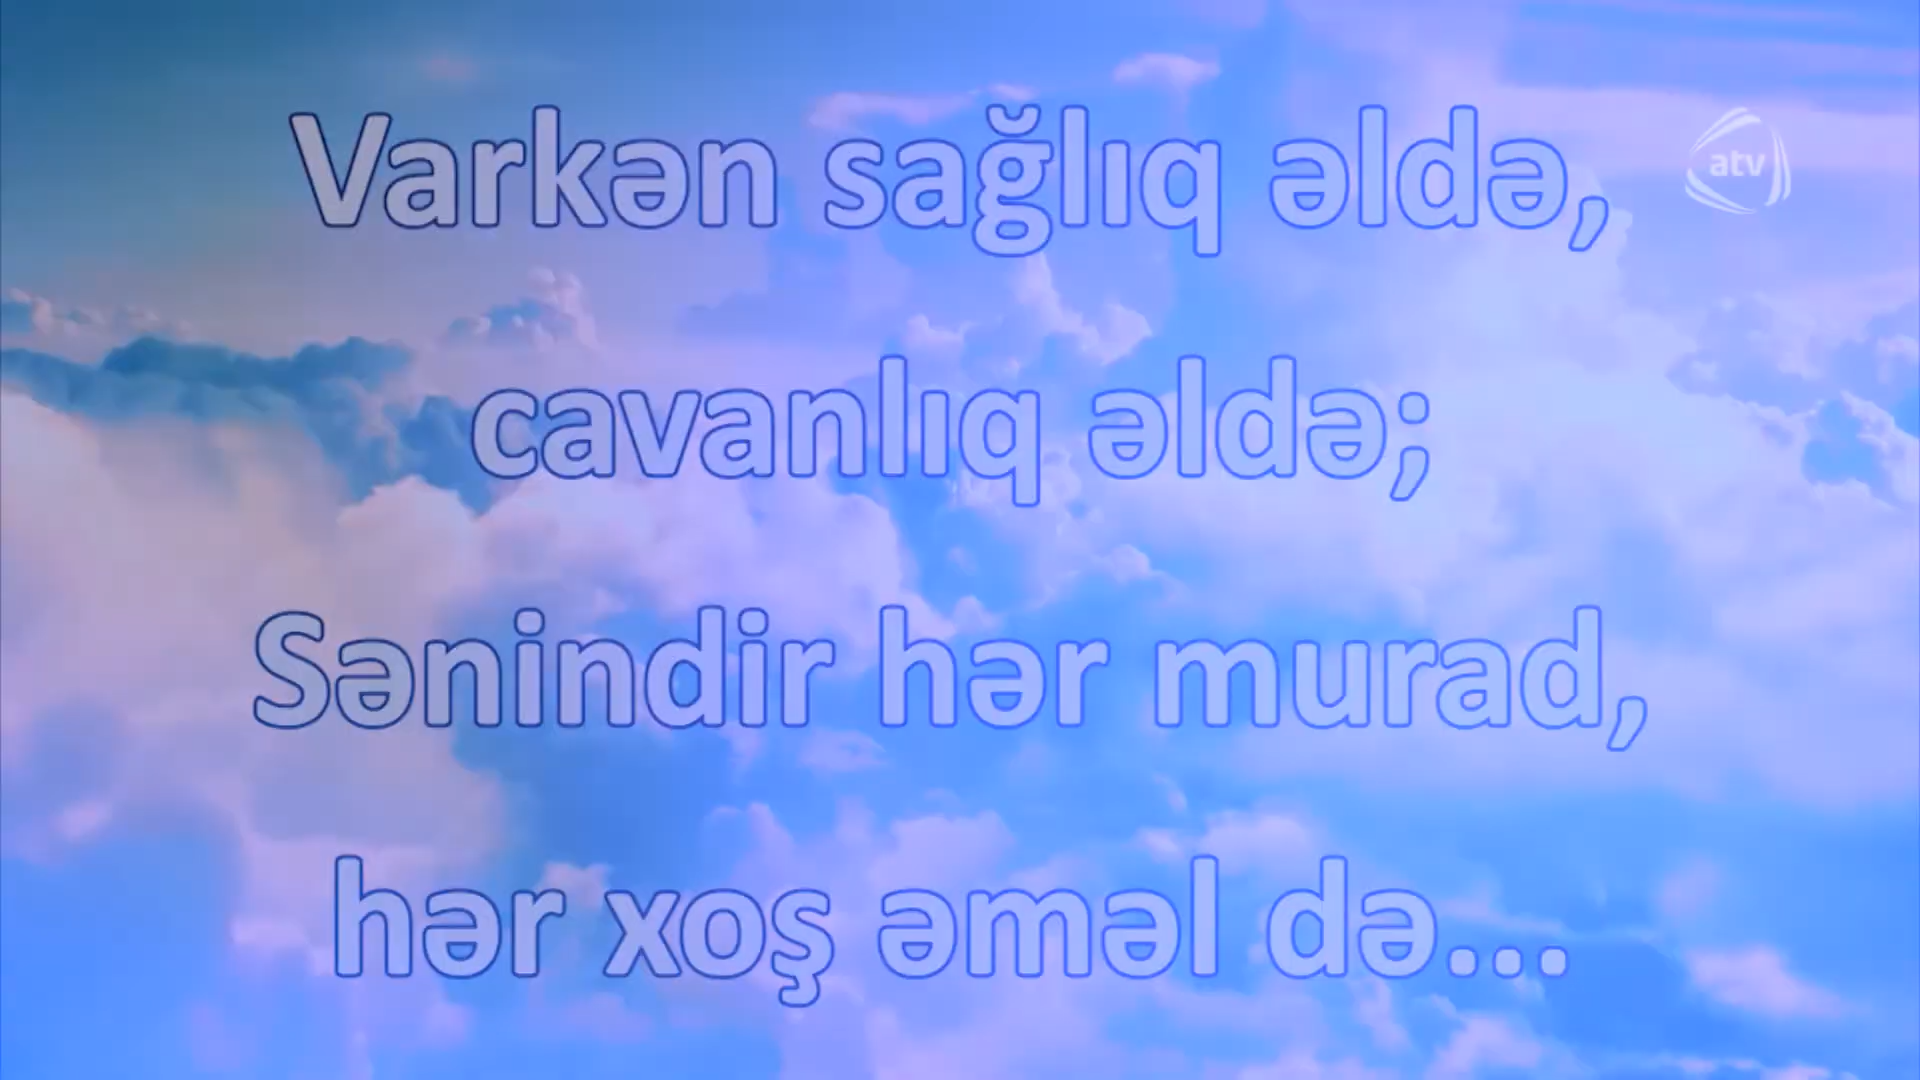 Varkən sağlıq əldə,
atv
cavanlıq əldə;
Sənindir hər murad,
hər xoş əməl də...